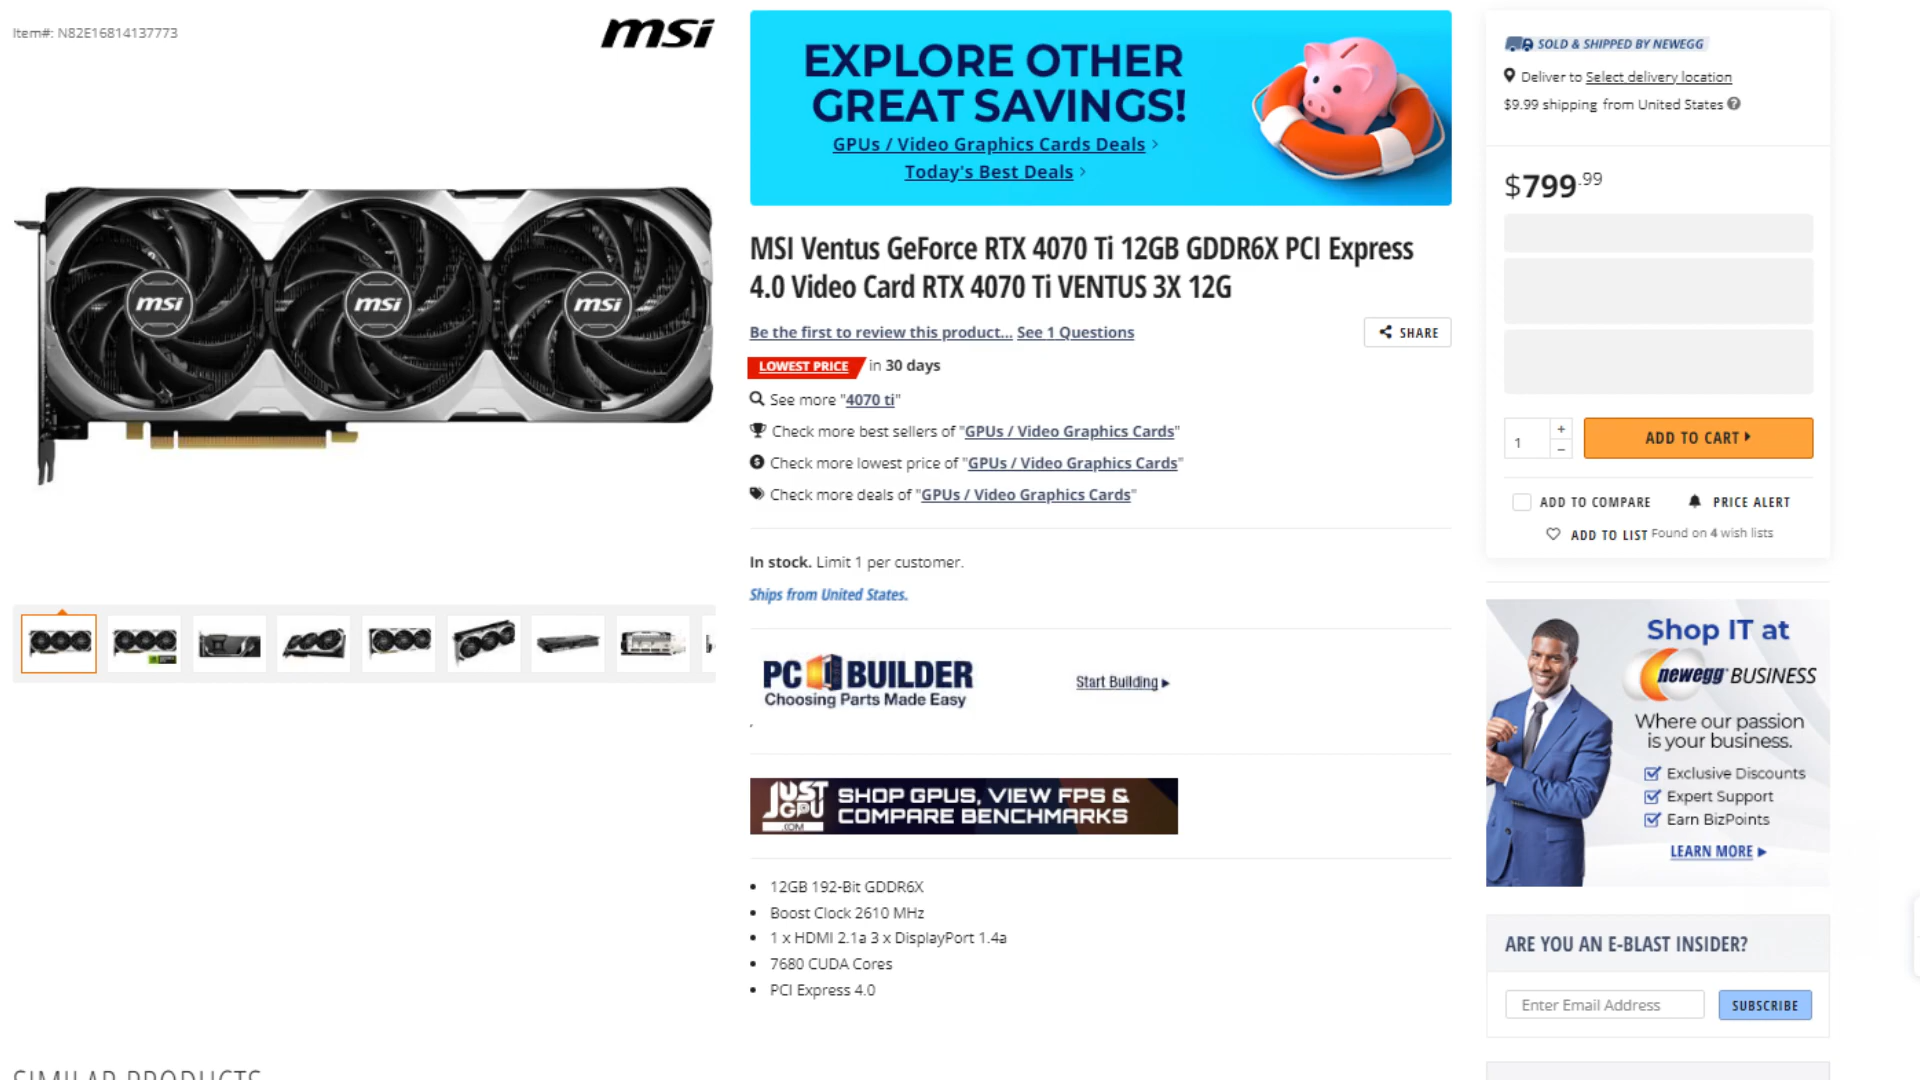 Item#: N82E16814137773
msi
msi
msi
msi
EXPLORE OTHER
GREAT SAVINGS!
GPUs / Video Graphics Cards Deals
Today's Best Deals
MSI Ventus GeForce RTX 4070 Ti 12GB GDDR6X PCI Express
4.0 Video Card RTX 4070 Ti VENTUS 3X 12G
Be the first to review this product... See 1 Questions
SHARE
LOWEST PRICE in 30 days
See more "4070 ti"
Check more best sellers of "GPUs / Video Graphics Cards"
Check more lowest price of "GPUs / Video Graphics Cards"
Check more deals of "GPUs / Video Graphics Cards"
In stock. Limit 1 per customer.
Ships from United States.
PC BUILDER
Choosing Parts Made Easy
Start Building
JUST
GPU
.COM
SHOP GPUS, VIEW FPS &
COMPARE BENCHMARKS
12GB 192-Bit GDDR6X
Boost Clock 2610 MHz
1 x HDMI 2.1a 3 x DisplayPort 1.4a
7680 CUDA Cores
PCI Express 4.0
SOLD & SHIPPED BY NEWEGG
Deliver to Select delivery location
$9.99 shipping from United States
$799.99
1
+
−
ADD TO CART
ADD TO COMPARE
PRICE ALERT
ADD TO LIST Found on 4 wish lists
Shop IT at
newegg BUSINESS
Where our passion
is your business.
Exclusive Discounts
Expert Support
Earn BizPoints
LEARN MORE
ARE YOU AN E-BLAST INSIDER?
Enter Email Address
SUBSCRIBE
SIMILAR PRODUCTS